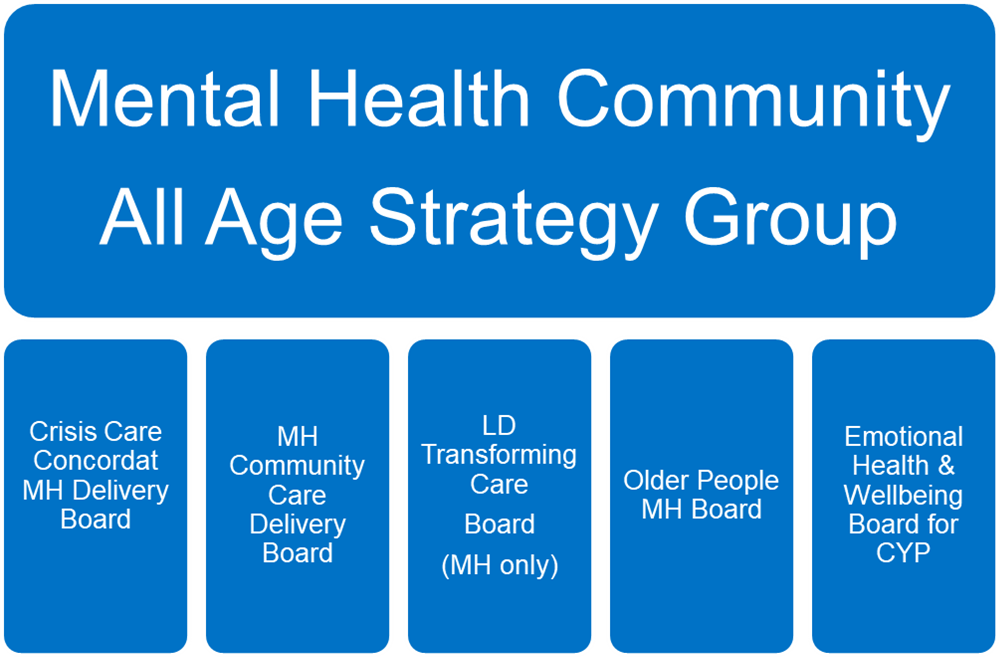 Mental Health Community
All Age Strategy Group
Crisis Care
Concordat
MH Delivery
Board
MH
Community
Care
Delivery
Board
LD
Transforming
Care
Board
(MH only)
Older People
MH Board
Emotional
Health &
Wellbeing
Board for
CYP